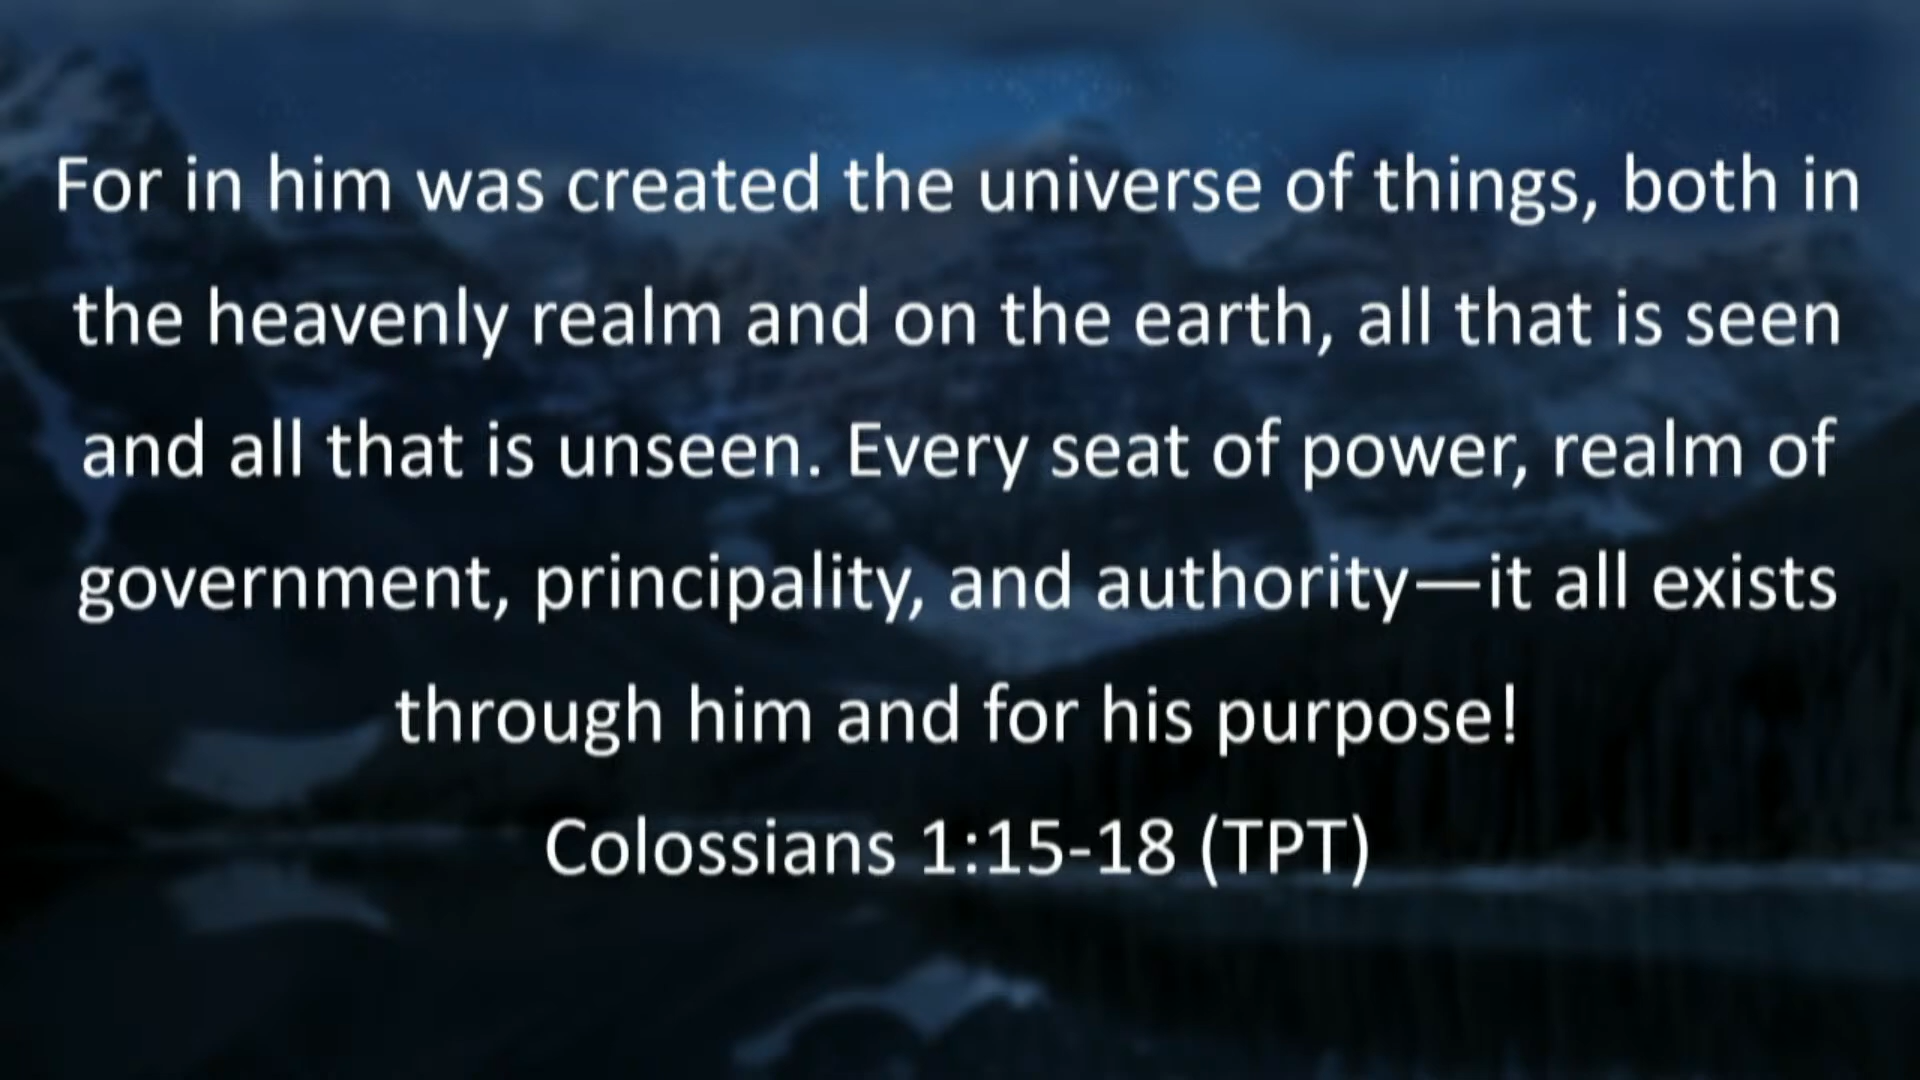 For in him was created the universe of things, both in
the heavenly realm and on the earth, all that is seen
and all that is unseen. Every seat of power, realm of
government, principality, and authority—it all exists
through him and for his purpose!
Colossians 1:15-18 (TPT)